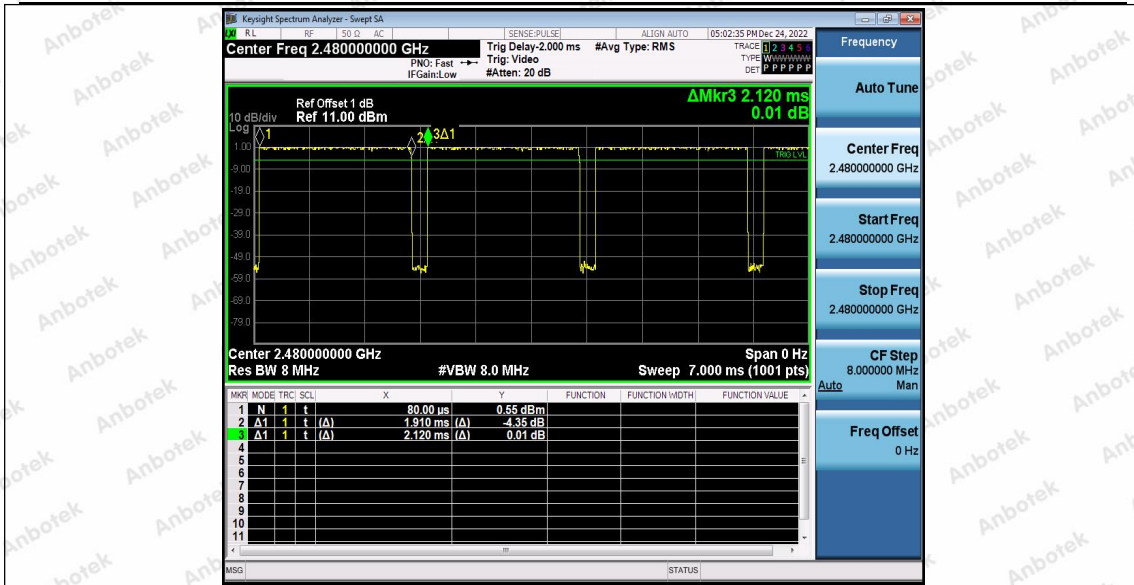 Keysight Spectrum Analyzer - Swept SA
LXI RL RF 50 Ω AC SENSE:PULSE ALIGN AUTO 05:02:35 PM Dec 24, 2022
Center Freq 2.480000000 GHz
PNO: Fast
IFGain:Low
Trig Delay-2.000 ms
Trig: Video
#Atten: 20 dB
#Avg Type: RMS
TRACE 1 2 3 4 5 6
TYPE WWWWWW
DET P P P P P P
ΔMkr3 2.120 ms
0.01 dB
10 dB/div
Log
Ref Offset 1 dB
Ref 11.00 dBm
1
2
3Δ1
TRIG LVL
1.00
-9.00
-19.0
-29.0
-39.0
-49.0
-59.0
-69.0
-79.0
Center 2.480000000 GHz Span 0 Hz
Res BW 8 MHz #VBW 8.0 MHz Sweep 7.000 ms (1001 pts)
MKR MODE TRC SCL X Y FUNCTION FUNCTION WIDTH FUNCTION VALUE
1 N 1 t 80.00 µs 0.55 dBm
2 Δ1 1 t (Δ) 1.910 ms (Δ) -4.35 dB
3 Δ1 1 t (Δ) 2.120 ms (Δ) 0.01 dB
4
5
6
7
8
9
10
11
MSG STATUS
Frequency
Auto Tune
Center Freq
2.480000000 GHz
Start Freq
2.480000000 GHz
Stop Freq
2.480000000 GHz
CF Step
8.000000 MHz
Auto Man
Freq Offset
0 Hz
Anbotek